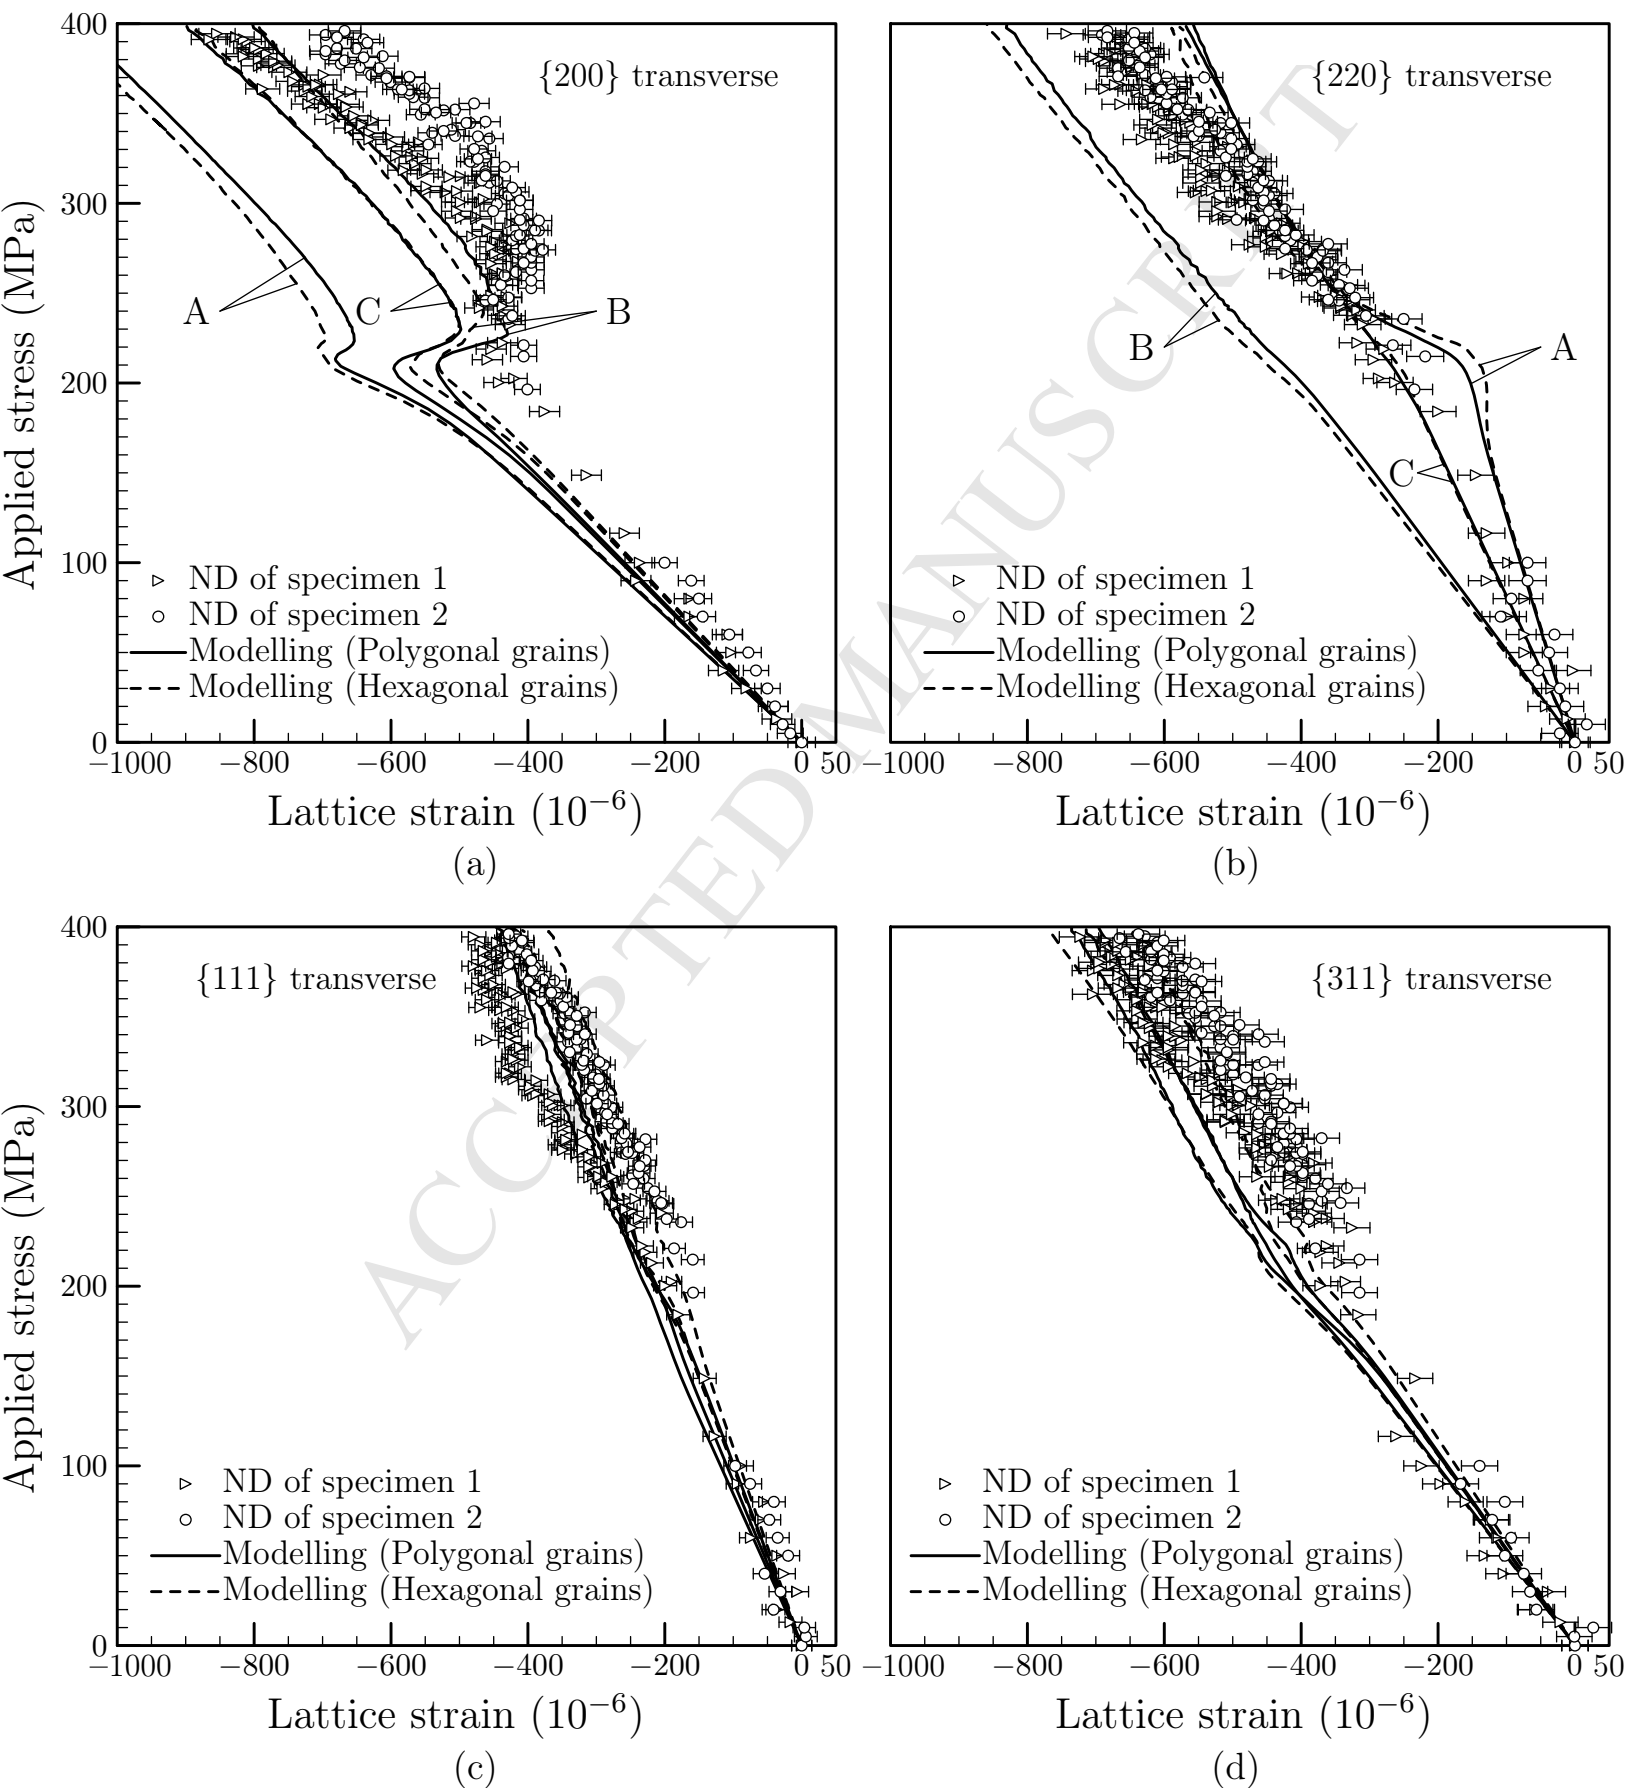 400
300
200
100
0
Applied stress (MPa)
{200} transverse
A
C
B
ND of specimen 1
ND of specimen 2
Modelling (Polygonal grains)
Modelling (Hexagonal grains)
−1000 −800 −600 −400 −200 0 50
Lattice strain (10⁻⁶)
(a)
{220} transverse
B
A
C
ND of specimen 1
ND of specimen 2
Modelling (Polygonal grains)
Modelling (Hexagonal grains)
−1000 −800 −600 −400 −200 0 50
Lattice strain (10⁻⁶)
(b)
ACCEPTED MANUSCRIPT
400
300
200
100
0
Applied stress (MPa)
{111} transverse
ND of specimen 1
ND of specimen 2
Modelling (Polygonal grains)
Modelling (Hexagonal grains)
−1000 −800 −600 −400 −200 0 50
Lattice strain (10⁻⁶)
(c)
{311} transverse
ND of specimen 1
ND of specimen 2
Modelling (Polygonal grains)
Modelling (Hexagonal grains)
−1000 −800 −600 −400 −200 0 50
Lattice strain (10⁻⁶)
(d)